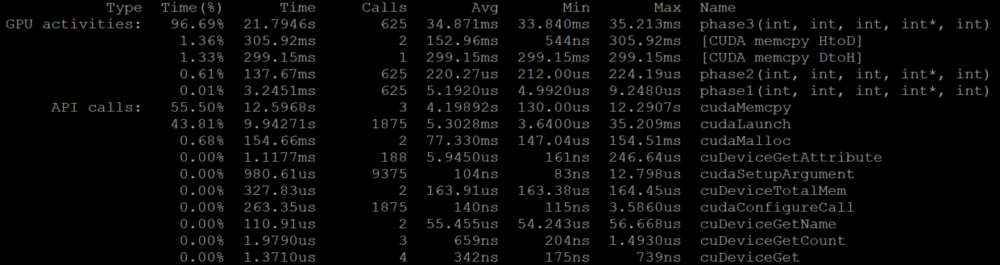 Type Time(%) Time Calls Avg Min Max Name
GPU activities: 96.69% 21.7946s 625 34.871ms 33.840ms 35.213ms phase3(int, int, int, int*, int)
1.36% 305.92ms 2 152.96ms 544ns 305.92ms [CUDA memcpy HtoD]
1.33% 299.15ms 1 299.15ms 299.15ms 299.15ms [CUDA memcpy DtoH]
0.61% 137.67ms 625 220.27us 212.00us 224.19us phase2(int, int, int, int*, int)
0.01% 3.2451ms 625 5.1920us 4.9920us 9.2480us phase1(int, int, int, int*, int)
API calls: 55.50% 12.5968s 3 4.19892s 130.00us 12.2907s cudaMemcpy
43.81% 9.94271s 1875 5.3028ms 3.6400us 35.209ms cudaLaunch
0.68% 154.66ms 2 77.330ms 147.04us 154.51ms cudaMalloc
0.00% 1.1177ms 188 5.9450us 161ns 246.64us cuDeviceGetAttribute
0.00% 980.61us 9375 104ns 83ns 12.798us cudaSetupArgument
0.00% 327.83us 2 163.91us 163.38us 164.45us cuDeviceTotalMem
0.00% 263.35us 1875 140ns 115ns 3.5860us cudaConfigureCall
0.00% 110.91us 2 55.455us 54.243us 56.668us cuDeviceGetName
0.00% 1.9790us 3 659ns 204ns 1.4930us cuDeviceGetCount
0.00% 1.3710us 4 342ns 175ns 739ns cuDeviceGet